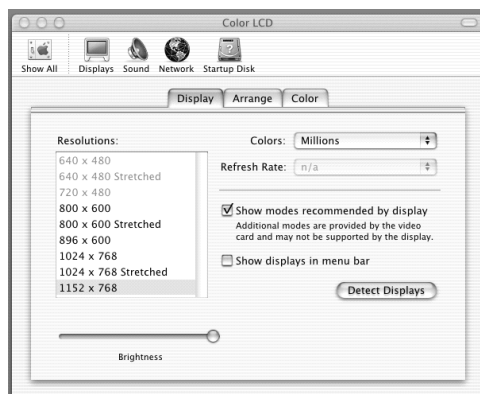 Color LCD
Show All Displays Sound Network Startup Disk
Display Arrange Color
Resolutions:
640 x 480
640 x 480 Stretched
720 x 480
800 x 600
800 x 600 Stretched
896 x 600
1024 x 768
1024 x 768 Stretched
1152 x 768
Brightness
Colors: Millions
Refresh Rate: n/a
Show modes recommended by display
Additional modes are provided by the video
card and may not be supported by the display.
Show displays in menu bar
Detect Displays